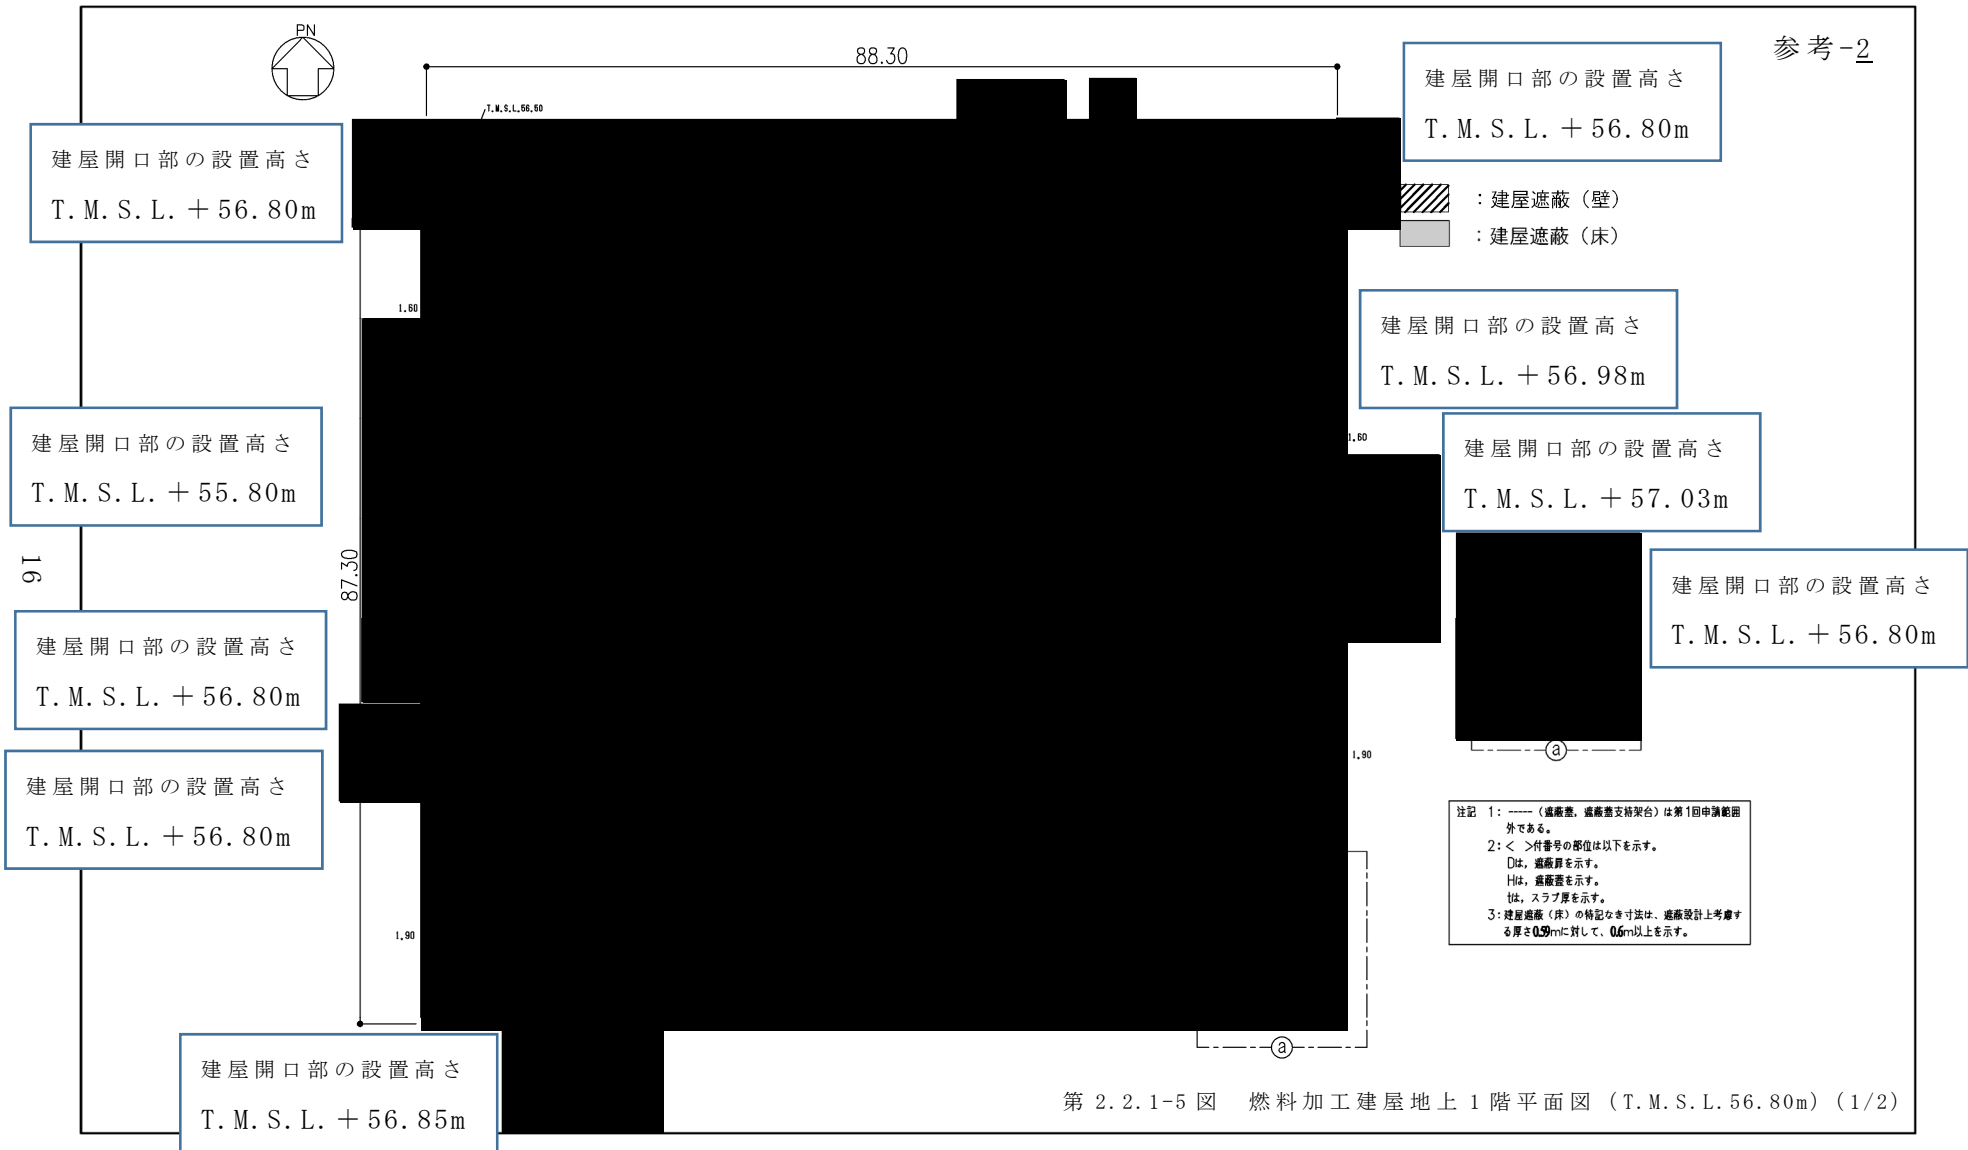 参考-2
PN
88.30
T.M.S.L.56.50
建屋開口部の設置高さ
T.M.S.L.+56.80m
建屋開口部の設置高さ
T.M.S.L.+56.80m
:建屋遮蔽(壁)
:建屋遮蔽(床)
1.60
建屋開口部の設置高さ
T.M.S.L.+56.98m
建屋開口部の設置高さ
T.M.S.L.+55.80m
1.60
建屋開口部の設置高さ
T.M.S.L.+57.03m
16
87.30
建屋開口部の設置高さ
T.M.S.L.+56.80m
建屋開口部の設置高さ
T.M.S.L.+56.80m
建屋開口部の設置高さ
T.M.S.L.+56.80m
1.90
a
注記 1: ----- (遮蔽蓋, 遮蔽蓋支持架台) は第1回申請範囲
外である。
2: < >付番号の部位は以下を示す。
Dは, 遮蔽扉を示す。
Hは, 遮蔽蓋を示す。
tは, スラブ厚を示す。
3: 建屋遮蔽(床)の特記なき寸法は、遮蔽設計上考慮す
る厚さ0.59mに対して、0.6m以上を示す。
1.90
a
建屋開口部の設置高さ
T.M.S.L.+56.85m
第 2.2.1-5 図 燃料加工建屋地上 1 階平面図 (T.M.S.L.56.80m) (1/2)